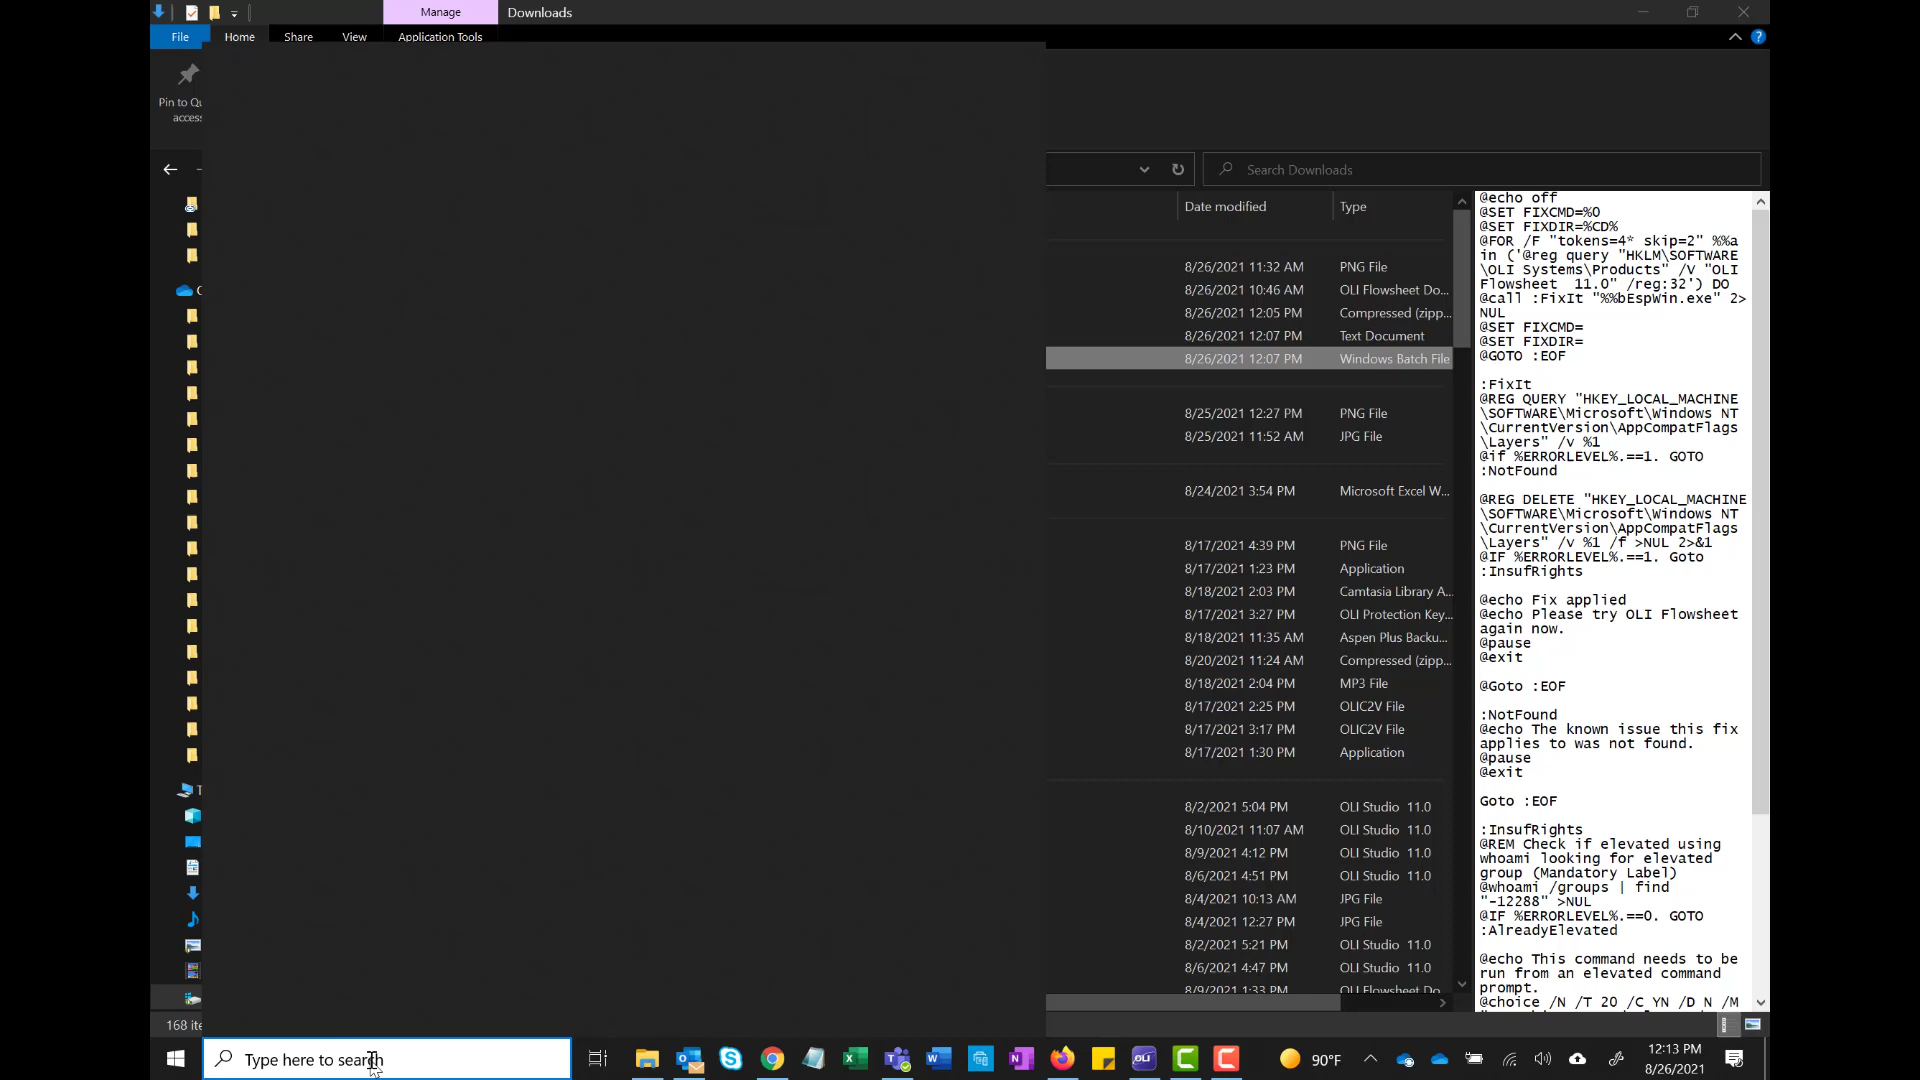 Manage
Downloads
File
Home
Share
View
Application Tools
Pin to Qu
access
Search Downloads
Date modified
Type
8/26/2021 11:32 AM PNG File
8/26/2021 10:46 AM OLI Flowsheet Do...
8/26/2021 12:05 PM Compressed (zipp...
8/26/2021 12:07 PM Text Document
8/26/2021 12:07 PM Windows Batch File
8/25/2021 12:27 PM PNG File
8/25/2021 11:52 AM JPG File
8/24/2021 3:54 PM Microsoft Excel W...
8/17/2021 4:39 PM PNG File
8/17/2021 1:23 PM Application
8/18/2021 2:03 PM Camtasia Library A...
8/17/2021 3:27 PM OLI Protection Key...
8/18/2021 11:35 AM Aspen Plus Backu...
8/20/2021 11:24 AM Compressed (zipp...
8/18/2021 2:04 PM MP3 File
8/17/2021 2:25 PM OLIC2V File
8/17/2021 3:17 PM OLIC2V File
8/17/2021 1:30 PM Application
8/2/2021 5:04 PM OLI Studio 11.0
8/10/2021 11:07 AM OLI Studio 11.0
8/9/2021 4:12 PM OLI Studio 11.0
8/6/2021 4:51 PM OLI Studio 11.0
8/4/2021 10:13 AM JPG File
8/4/2021 12:27 PM JPG File
8/2/2021 5:21 PM OLI Studio 11.0
8/6/2021 4:47 PM OLI Studio 11.0
8/9/2021 1:33 PM OLI Flowsheet Do...
@echo off
@SET FIXCMD=%0
@SET FIXDIR=%CD%
@FOR /F "tokens=4* skip=2" %%a
in ('@reg query "HKLM\SOFTWARE
\OLI Systems\Products" /V "OLI
Flowsheet  11.0" /reg:32') DO
@call :FixIt "%%bEspWin.exe" 2>
NUL
@SET FIXCMD=
@SET FIXDIR=
@GOTO :EOF
:FixIt
@REG QUERY "HKEY_LOCAL_MACHINE
\SOFTWARE\Microsoft\Windows NT
\CurrentVersion\AppCompatFlags
\Layers" /v %1
@if %ERRORLEVEL%.==1. GOTO
:NotFound
@REG DELETE "HKEY_LOCAL_MACHINE
\SOFTWARE\Microsoft\Windows NT
\CurrentVersion\AppCompatFlags
\Layers" /v %1 /f >NUL 2>&1
@IF %ERRORLEVEL%.==1. Goto
:InsufRights
@echo Fix applied
@echo Please try OLI Flowsheet
again now.
@pause
@exit
@Goto :EOF
:NotFound
@echo The known issue this fix
applies to was not found.
@pause
@exit
Goto :EOF
:InsufRights
@REM Check if elevated using
whoami looking for elevated
group (Mandatory Label)
@whoami /groups | find
"-12288" >NUL
@IF %ERRORLEVEL%.==0. GOTO
:AlreadyElevated
@echo This command needs to be
run from an elevated command
prompt.
@choice /N /T 20 /C YN /D N /M
168 ite
Type here to search
90°F
12:13 PM
8/26/2021